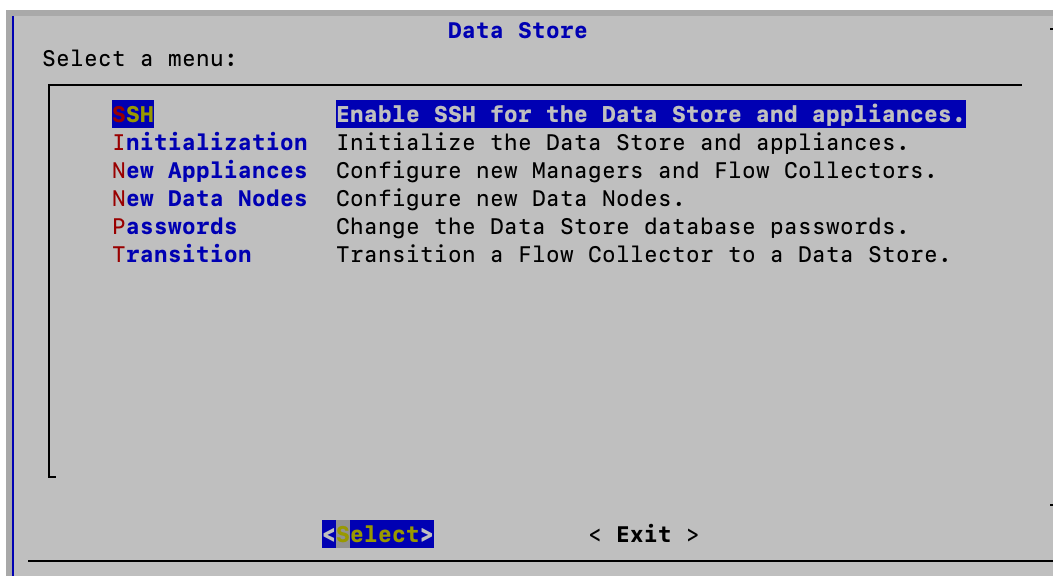 Data Store
Select a menu:
SSH Enable SSH for the Data Store and appliances.
Initialization Initialize the Data Store and appliances.
New Appliances Configure new Managers and Flow Collectors.
New Data Nodes Configure new Data Nodes.
Passwords Change the Data Store database passwords.
Transition Transition a Flow Collector to a Data Store.
<Select> < Exit >